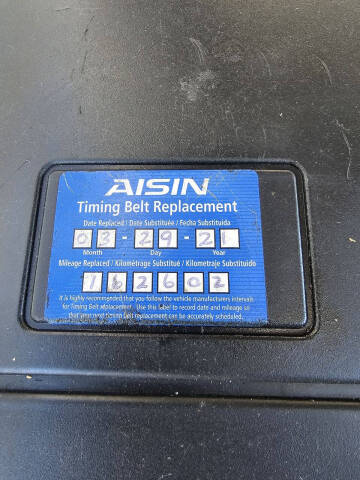 AISIN
Timing Belt Replacement
Date Replaced / Date Substituée / Fecha Substituida
03-29-21
Month Day Year
Mileage Replaced / Kilométrage Substitué / Kilometraje Substituido
162602
It is highly recommended that you follow the vehicle manufacturers intervals
for Timing Belt replacement. Use this label to record date and mileage so
that your next timing belt replacement can be accurately scheduled.